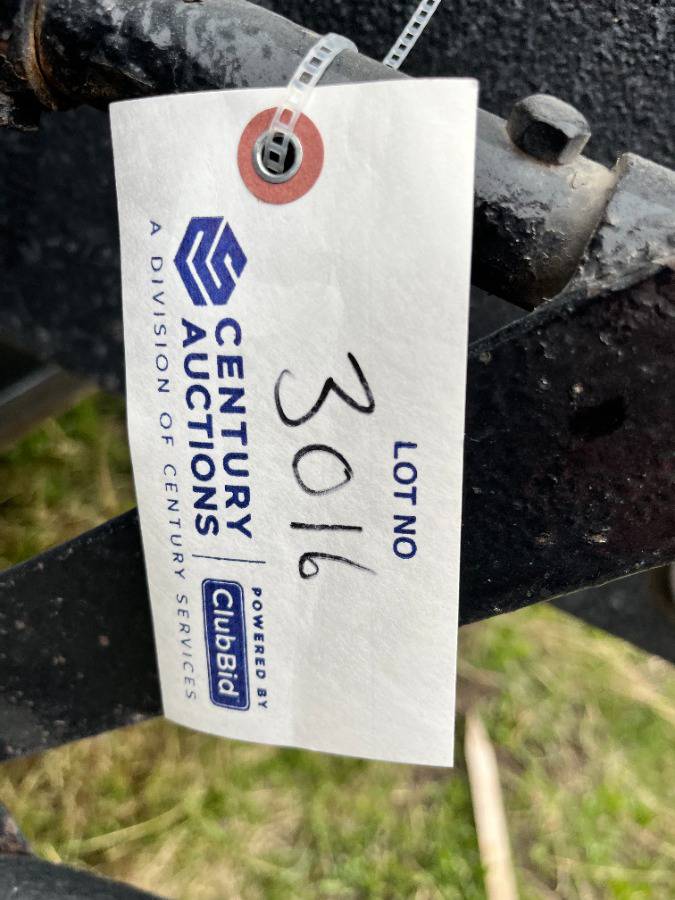 LOT NO
3016
CENTURY
AUCTIONS
A DIVISION OF CENTURY SERVICES
POWERED BY
ClubBid